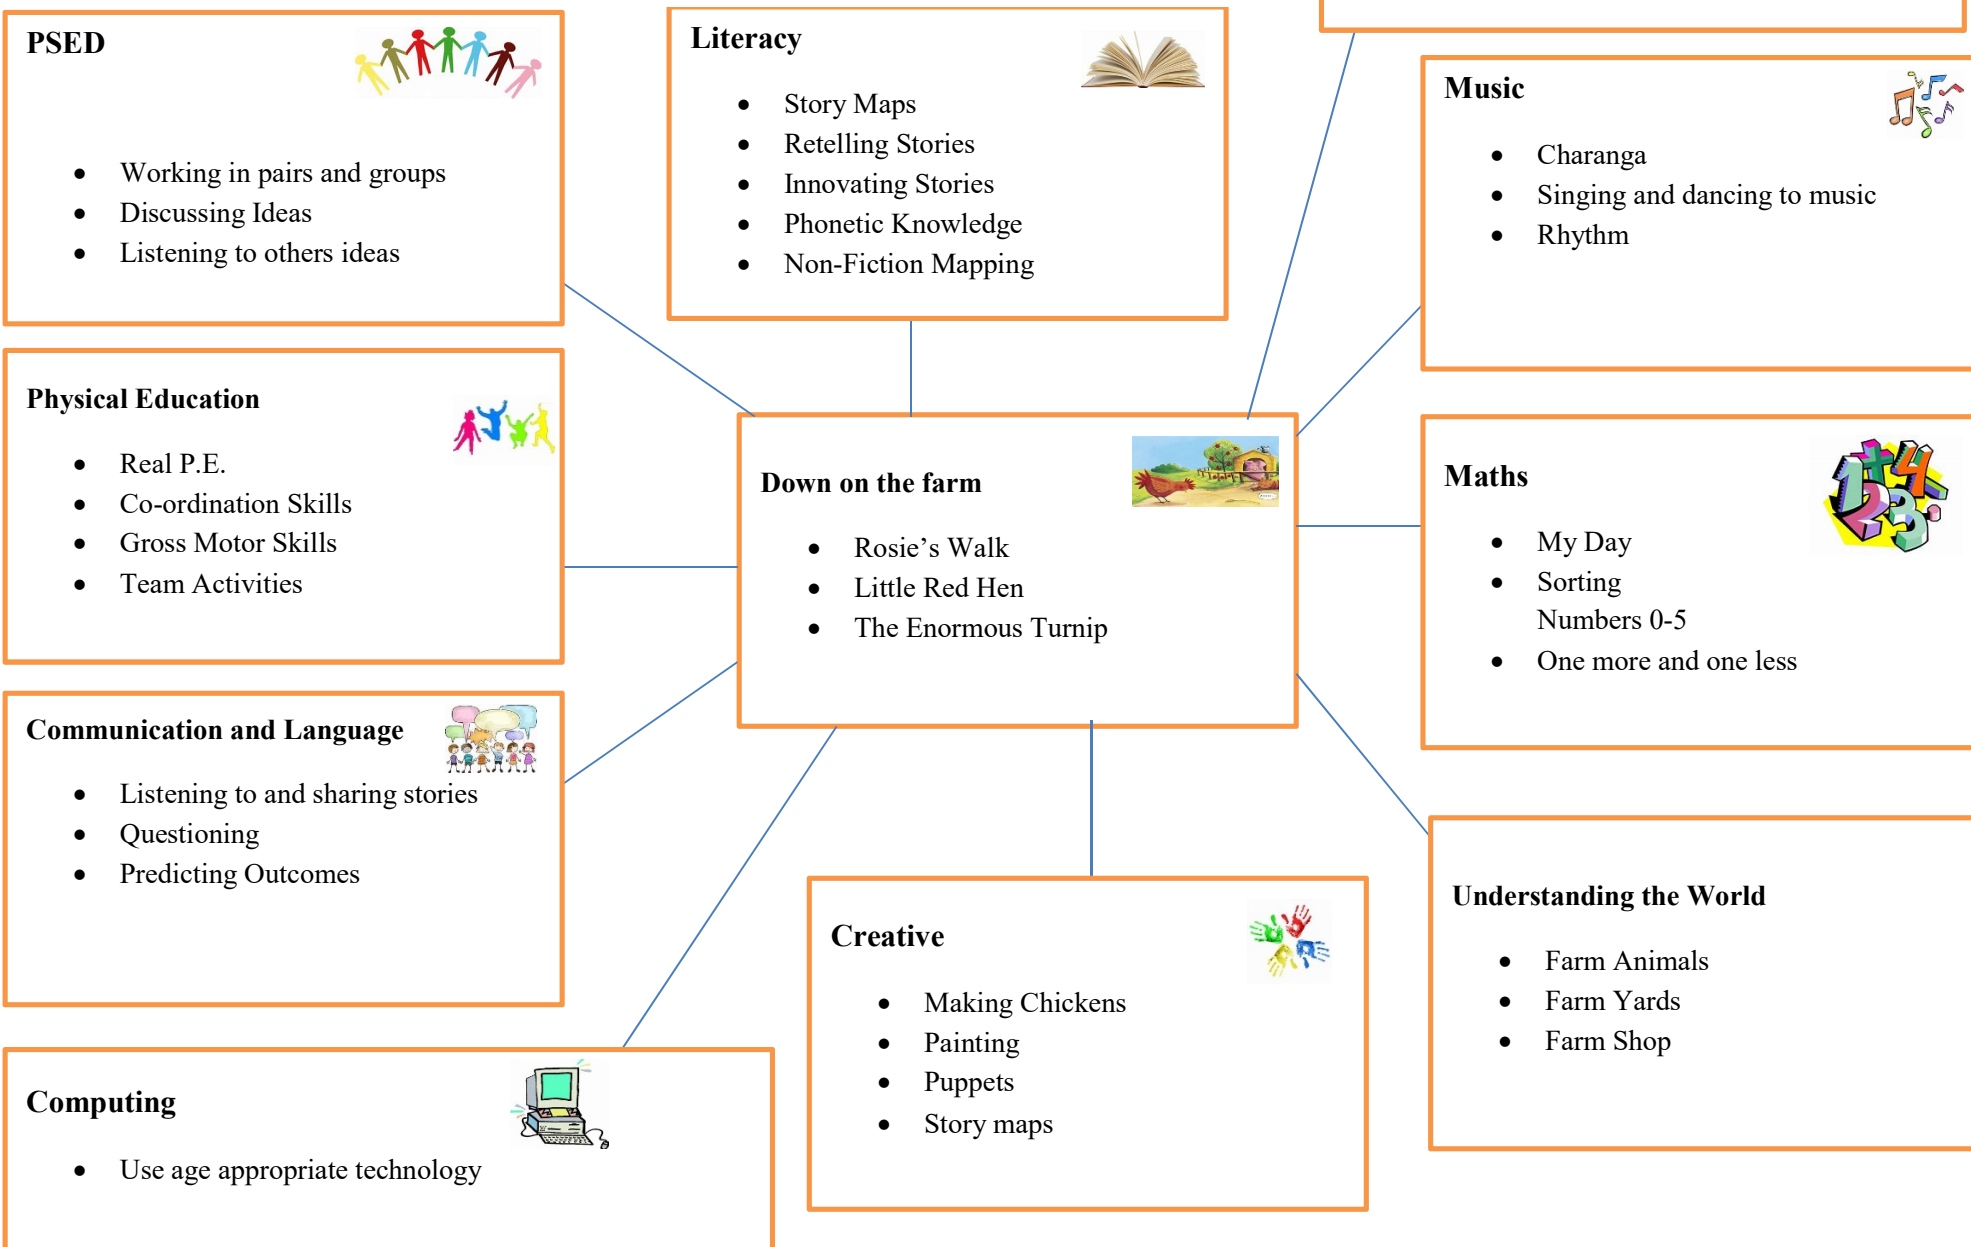 PSED
• Working in pairs and groups
• Discussing Ideas
• Listening to others ideas
Literacy
• Story Maps
• Retelling Stories
• Innovating Stories
• Phonetic Knowledge
• Non-Fiction Mapping
Music
• Charanga
• Singing and dancing to music
• Rhythm
Physical Education
• Real P.E.
• Co-ordination Skills
• Gross Motor Skills
• Team Activities
Down on the farm
• Rosie’s Walk
• Little Red Hen
• The Enormous Turnip
Maths
• My Day
• Sorting
Numbers 0-5
• One more and one less
Communication and Language
• Listening to and sharing stories
• Questioning
• Predicting Outcomes
Creative
• Making Chickens
• Painting
• Puppets
• Story maps
Understanding the World
• Farm Animals
• Farm Yards
• Farm Shop
Computing
• Use age appropriate technology